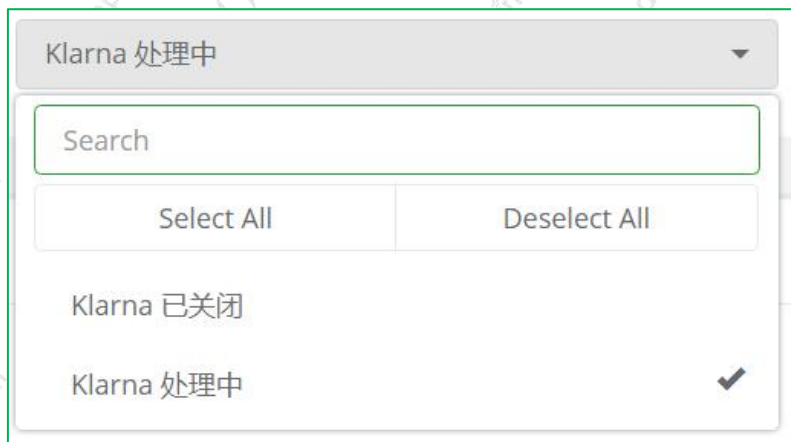 Klarna 处理中
Search
Select All Deselect All
Klarna 已关闭
Klarna 处理中